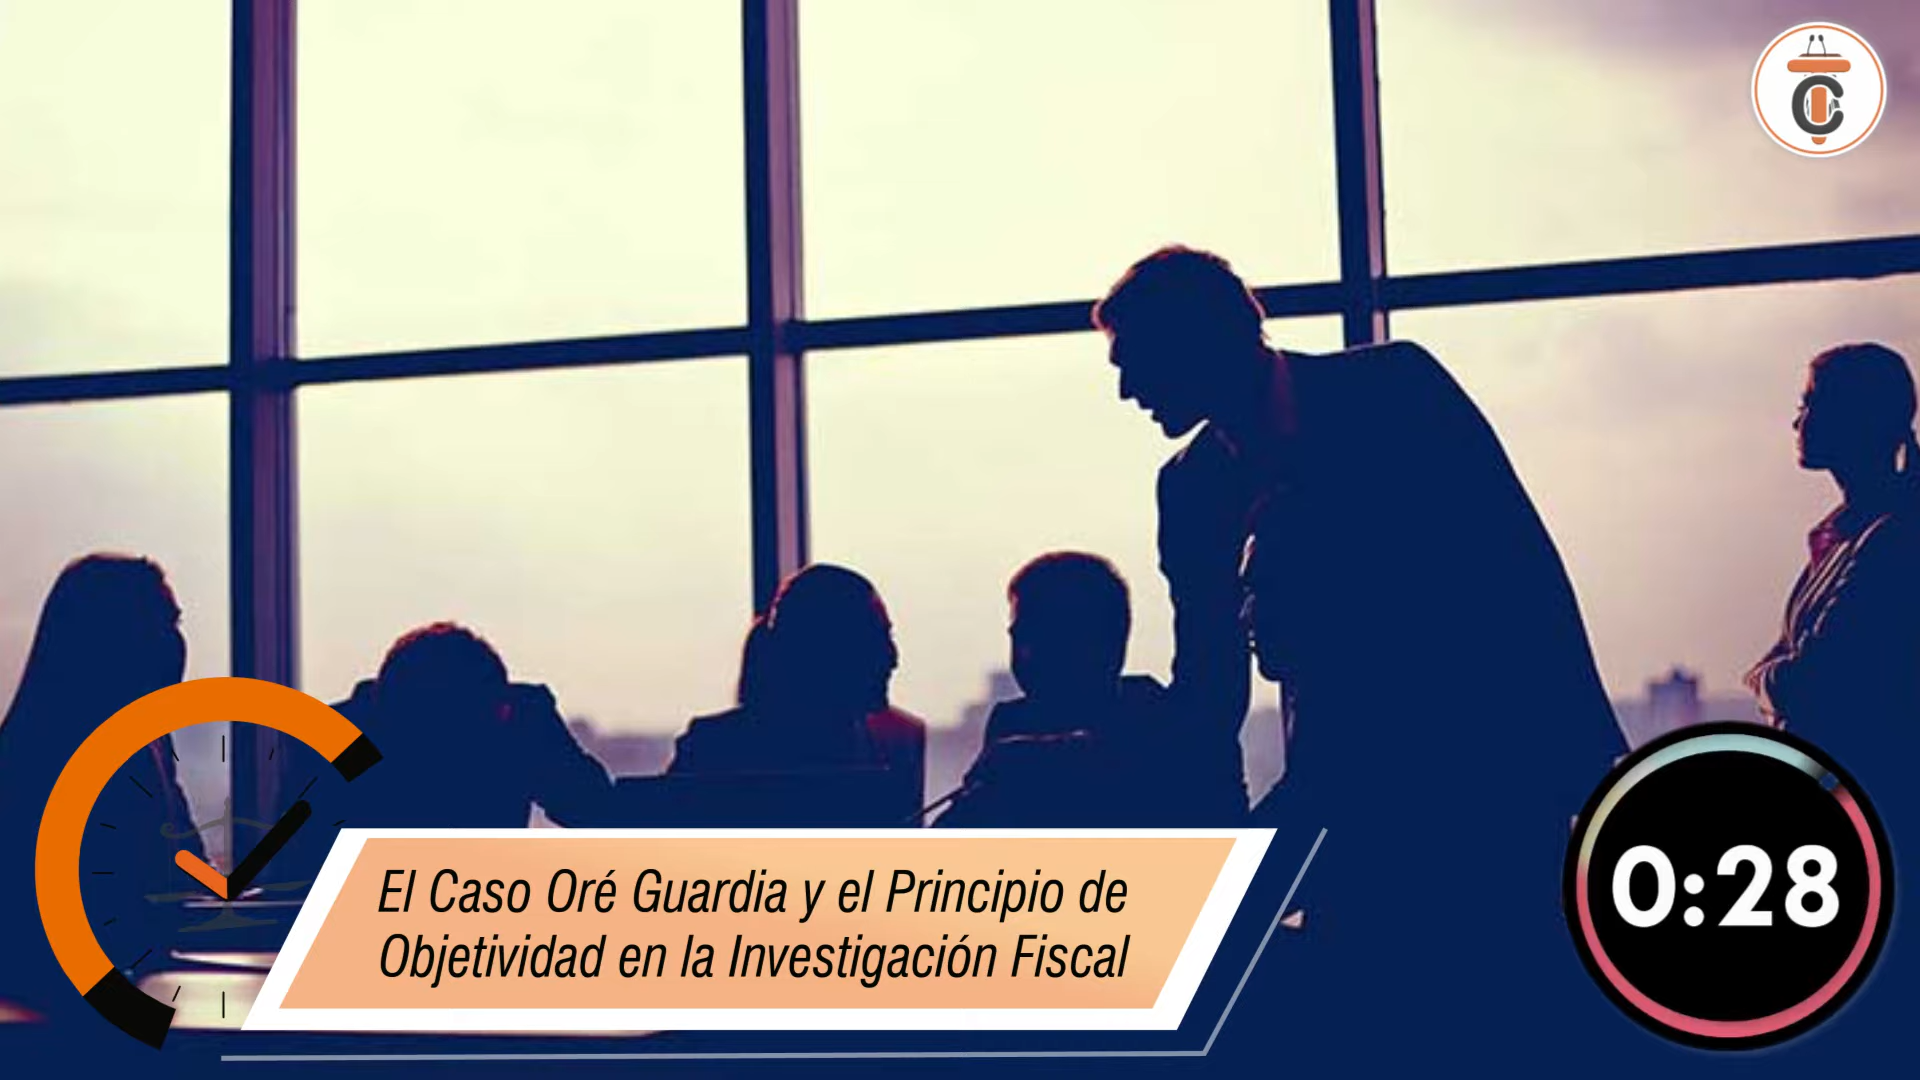 El Caso Oré Guardia y el Principio de
Objetividad en la Investigación Fiscal
0:28